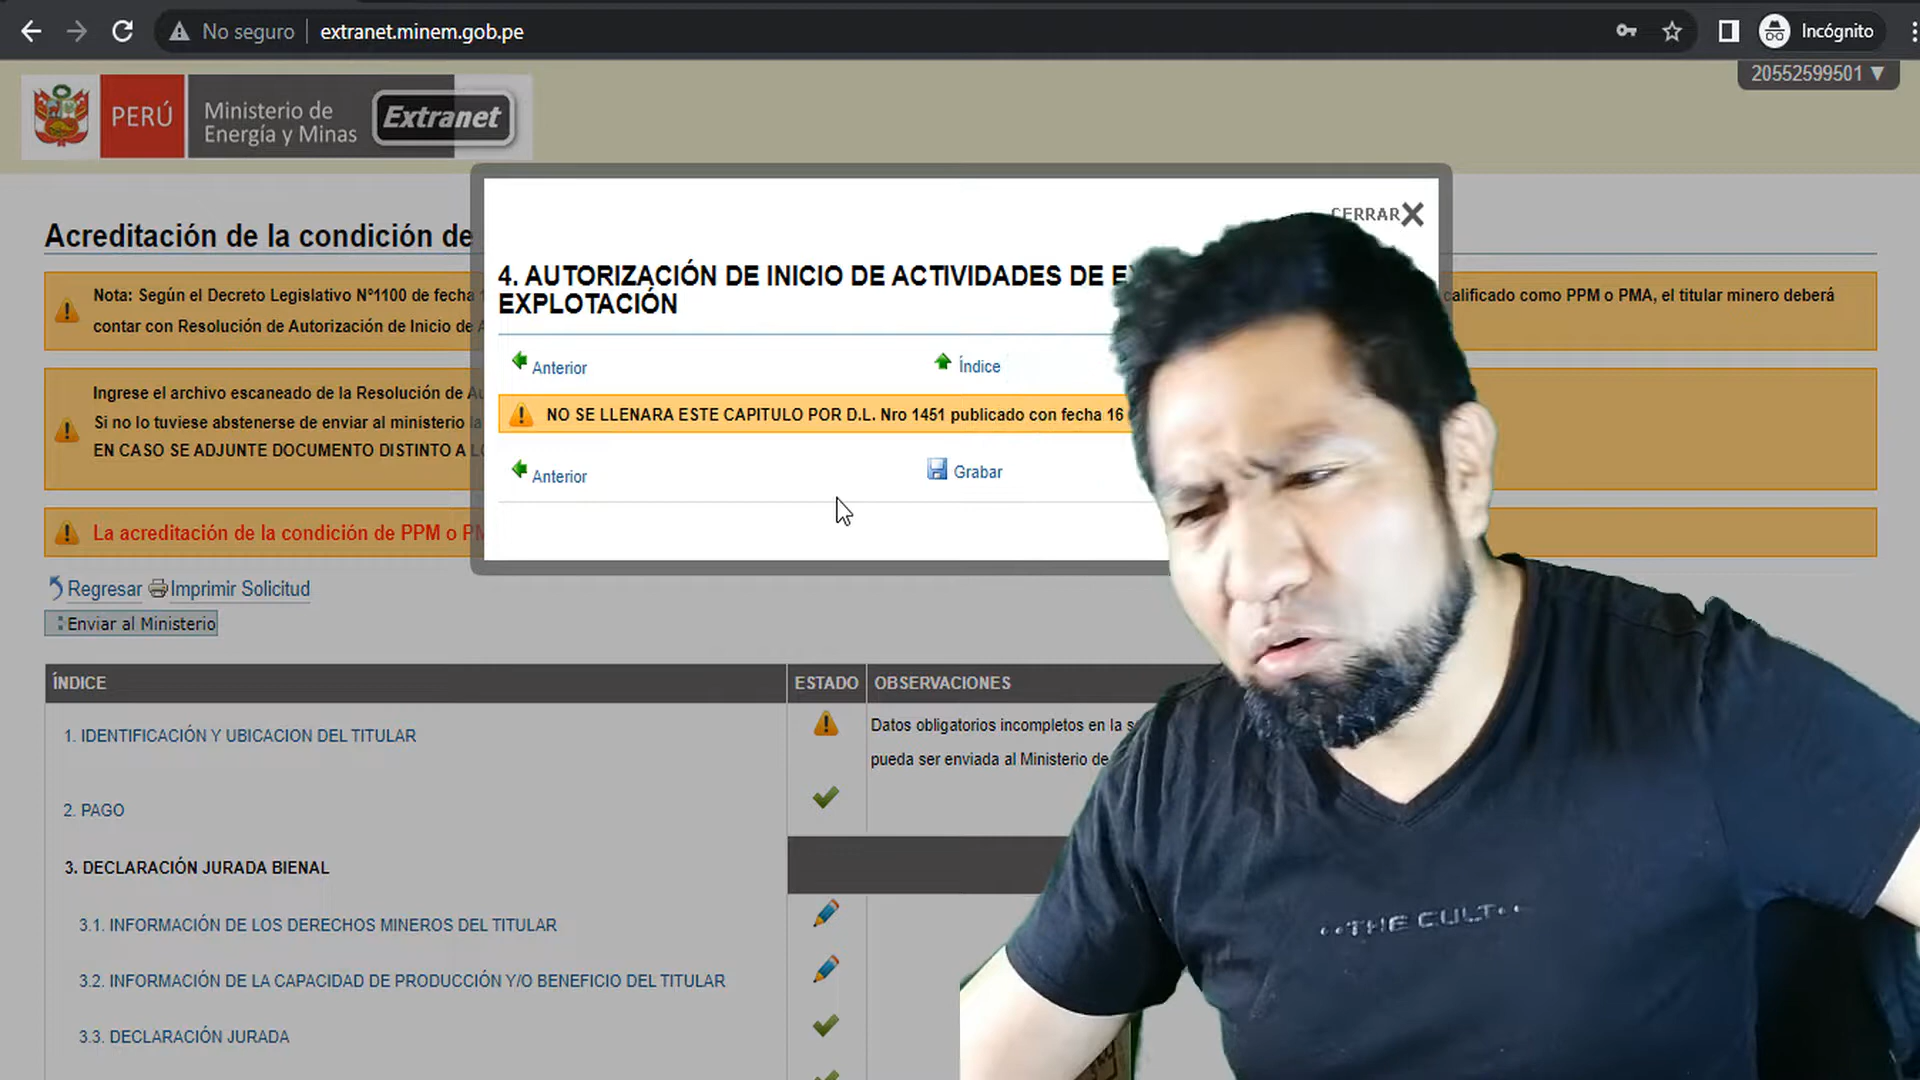 No seguro
extranet.minem.gob.pe
Incógnito
20552599501 ▼
PERÚ
Ministerio de
Energía y Minas
Extranet
Acreditación de la condición de
CERRAR
4. AUTORIZACIÓN DE INICIO DE ACTIVIDADES DE
EXPLOTACIÓN
Nota: Según el Decreto Legislativo Nº1100 de fecha
calificado como PPM o PMA, el titular minero deberá
contar con Resolución de Autorización de Inicio de
Anterior
Índice
Ingrese el archivo escaneado de la Resolución de
Si no lo tuviese abstenerse de enviar al ministerio
EN CASO SE ADJUNTE DOCUMENTO DISTINTO A
NO SE LLENARA ESTE CAPITULO POR D.L. Nro 1451 publicado con fecha 16
Anterior
Grabar
La acreditación de la condición de PPM o
Regresar
Imprimir Solicitud
Enviar al Ministerio
ÍNDICE
ESTADO
OBSERVACIONES
1. IDENTIFICACIÓN Y UBICACION DEL TITULAR
Datos obligatorios incompletos en la
pueda ser enviada al Ministerio de
2. PAGO
3. DECLARACIÓN JURADA BIENAL
3.1. INFORMACIÓN DE LOS DERECHOS MINEROS DEL TITULAR
3.2. INFORMACIÓN DE LA CAPACIDAD DE PRODUCCIÓN Y/O BENEFICIO DEL TITULAR
3.3. DECLARACIÓN JURADA
··THE CULT··